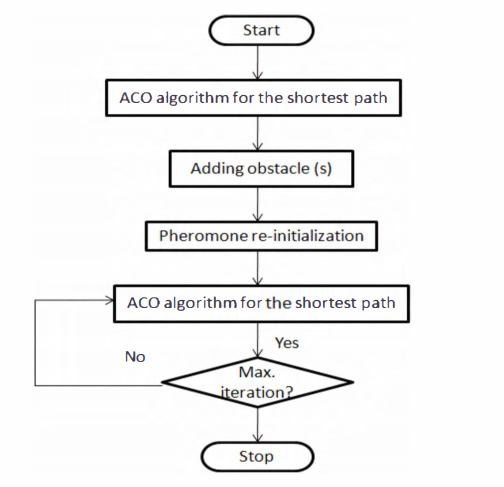 Start
ACO algorithm for the shortest path
Adding obstacle (s)
Pheromone re-initialization
ACO algorithm for the shortest path
Yes
No
Max.
iteration?
Stop